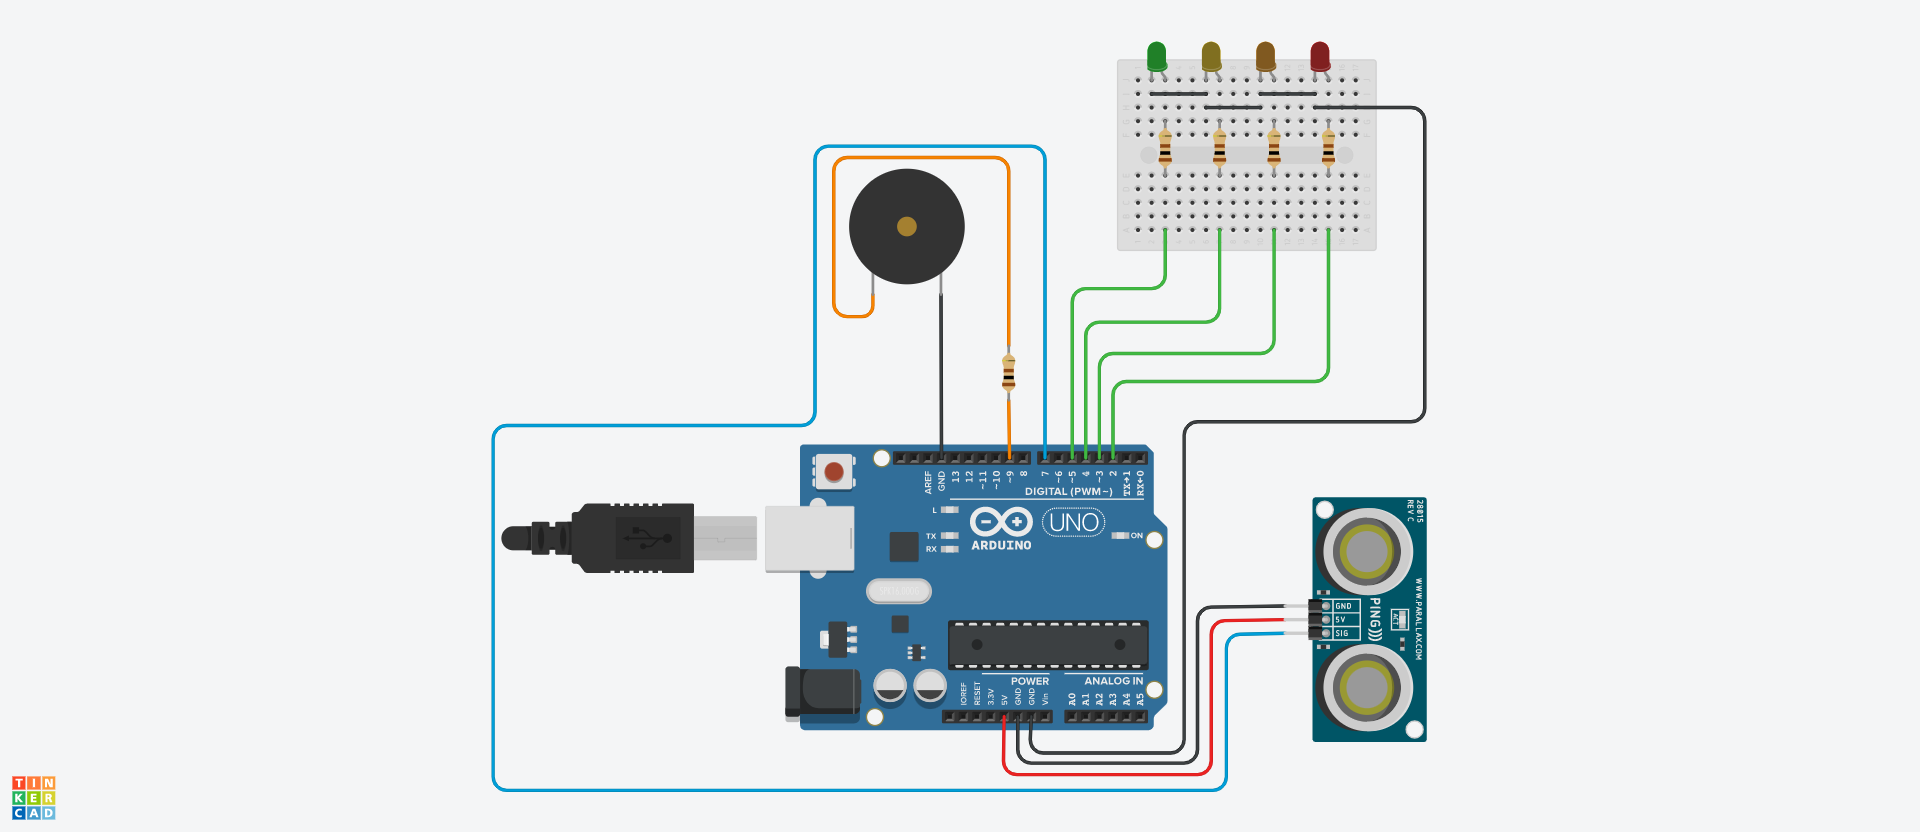 AREF
GND
13
12
~11
~10
~9
8
7
~6
~5
4
~3
2
TX→1
RX←0
DIGITAL (PWM~)
L
TX
RX
ARDUINO
UNO
ON
POWER
ANALOG IN
IOREF
RESET
3.3V
5V
GND
GND
Vin
A0
A1
A2
A3
A4
A5
28015
REV C
GND
5V
SIG
PING)))
ACT
WWW.PARALLAX.COM
TIN
KER
CAD